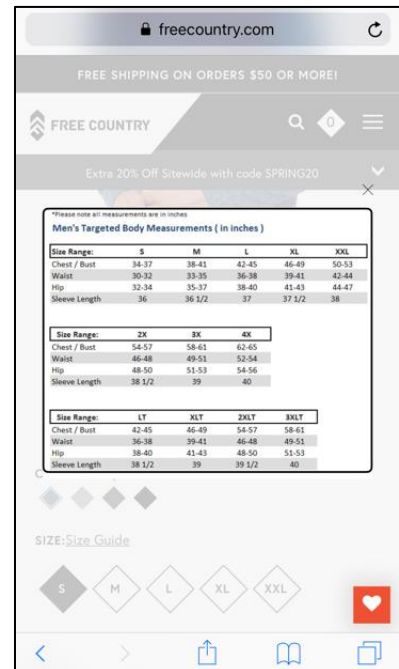 freecountry.com
FREE SHIPPING ON ORDERS $50 OR MORE!
FREE COUNTRY 0
Extra 20% Off Sitewide with code SPRING20
*Please note all measurements are in inches
Men's Targeted Body Measurements ( in inches )
Size Range: S M L XL XXL
Chest / Bust 34-37 38-41 42-45 46-49 50-53
Waist 30-32 33-35 36-38 39-41 42-44
Hip 32-34 35-37 38-40 41-43 44-47
Sleeve Length 36 36 1/2 37 37 1/2 38
Size Range: 2X 3X 4X
Chest / Bust 54-57 58-61 62-65
Waist 46-48 49-51 52-54
Hip 48-50 51-53 54-56
Sleeve Length 38 1/2 39 40
Size Range: LT XLT 2XLT 3XLT
Chest / Bust 42-45 46-49 54-57 58-61
Waist 36-38 39-41 46-48 49-51
Hip 38-40 41-43 48-50 51-53
Sleeve Length 38 1/2 39 39 1/2 40
SIZE:Size Guide
S M L XL XXL